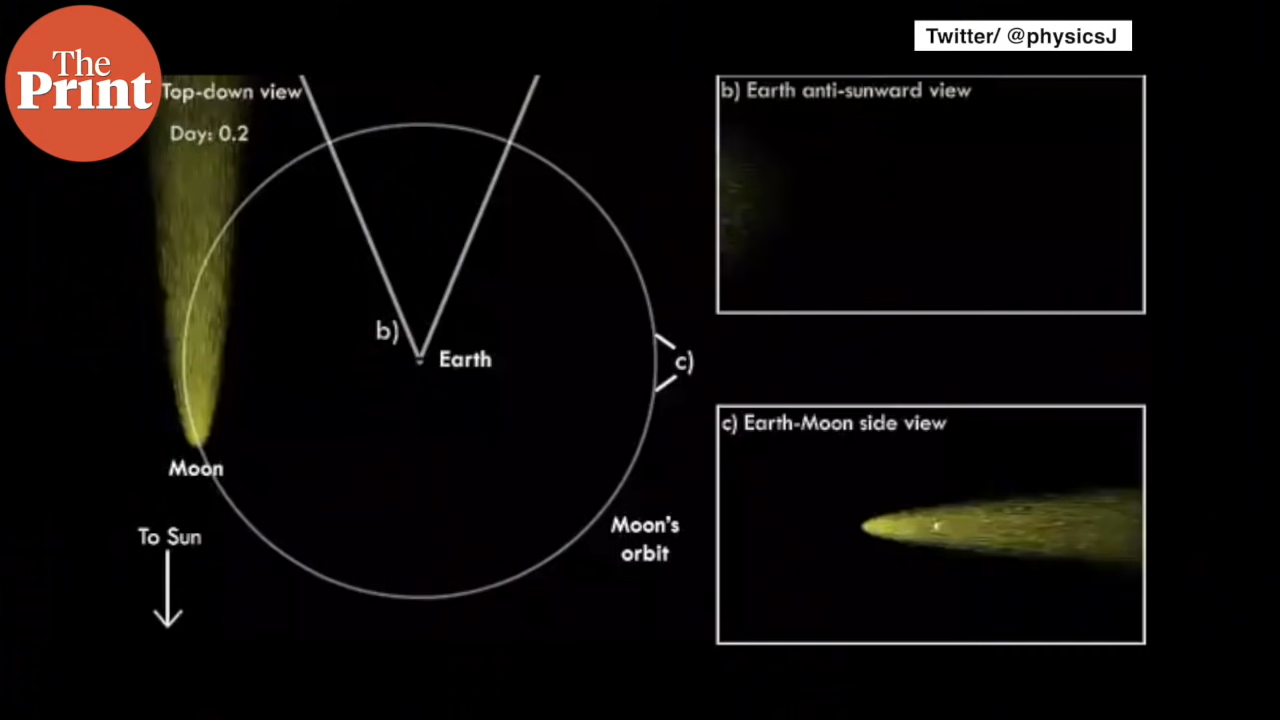 The
Print
Twitter/ @physicsJ
Top-down view
Day: 0.2
b)
Earth
c)
Moon
To Sun
Moon's
orbit
b) Earth anti-sunward view
c) Earth-Moon side view